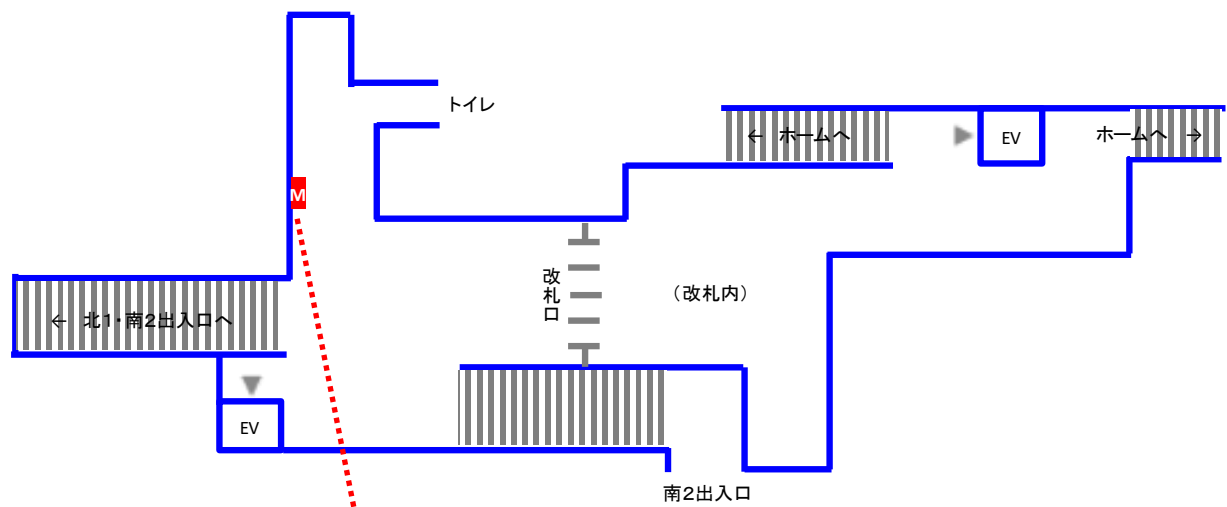 トイレ
← ホームへ
EV
ホームへ →
M
改札口
（改札内）
← 北1・南2出入口へ
EV
南2出入口